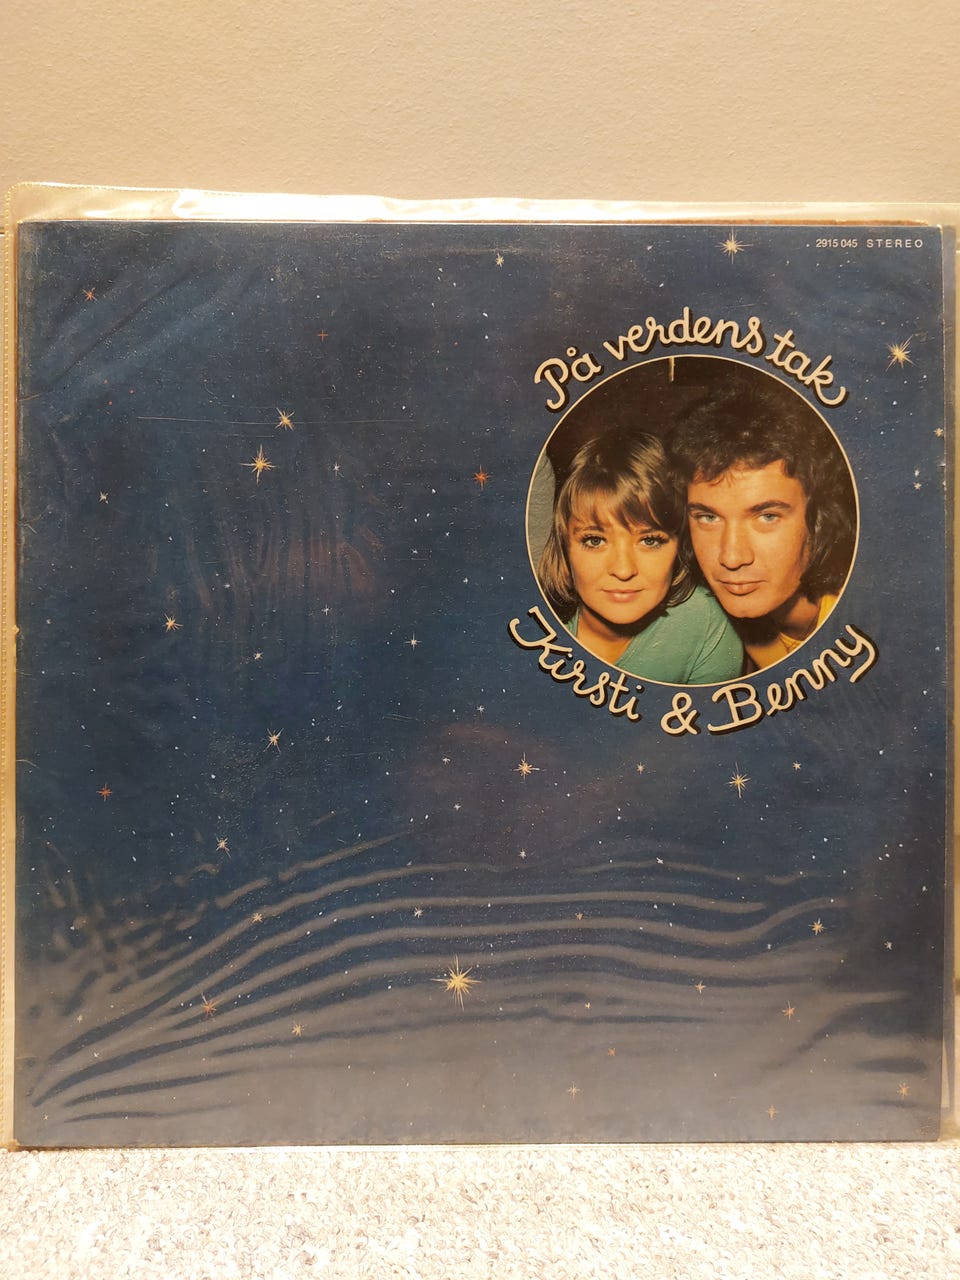 2915 045 STEREO
På verdens tak
Kirsti & Benny